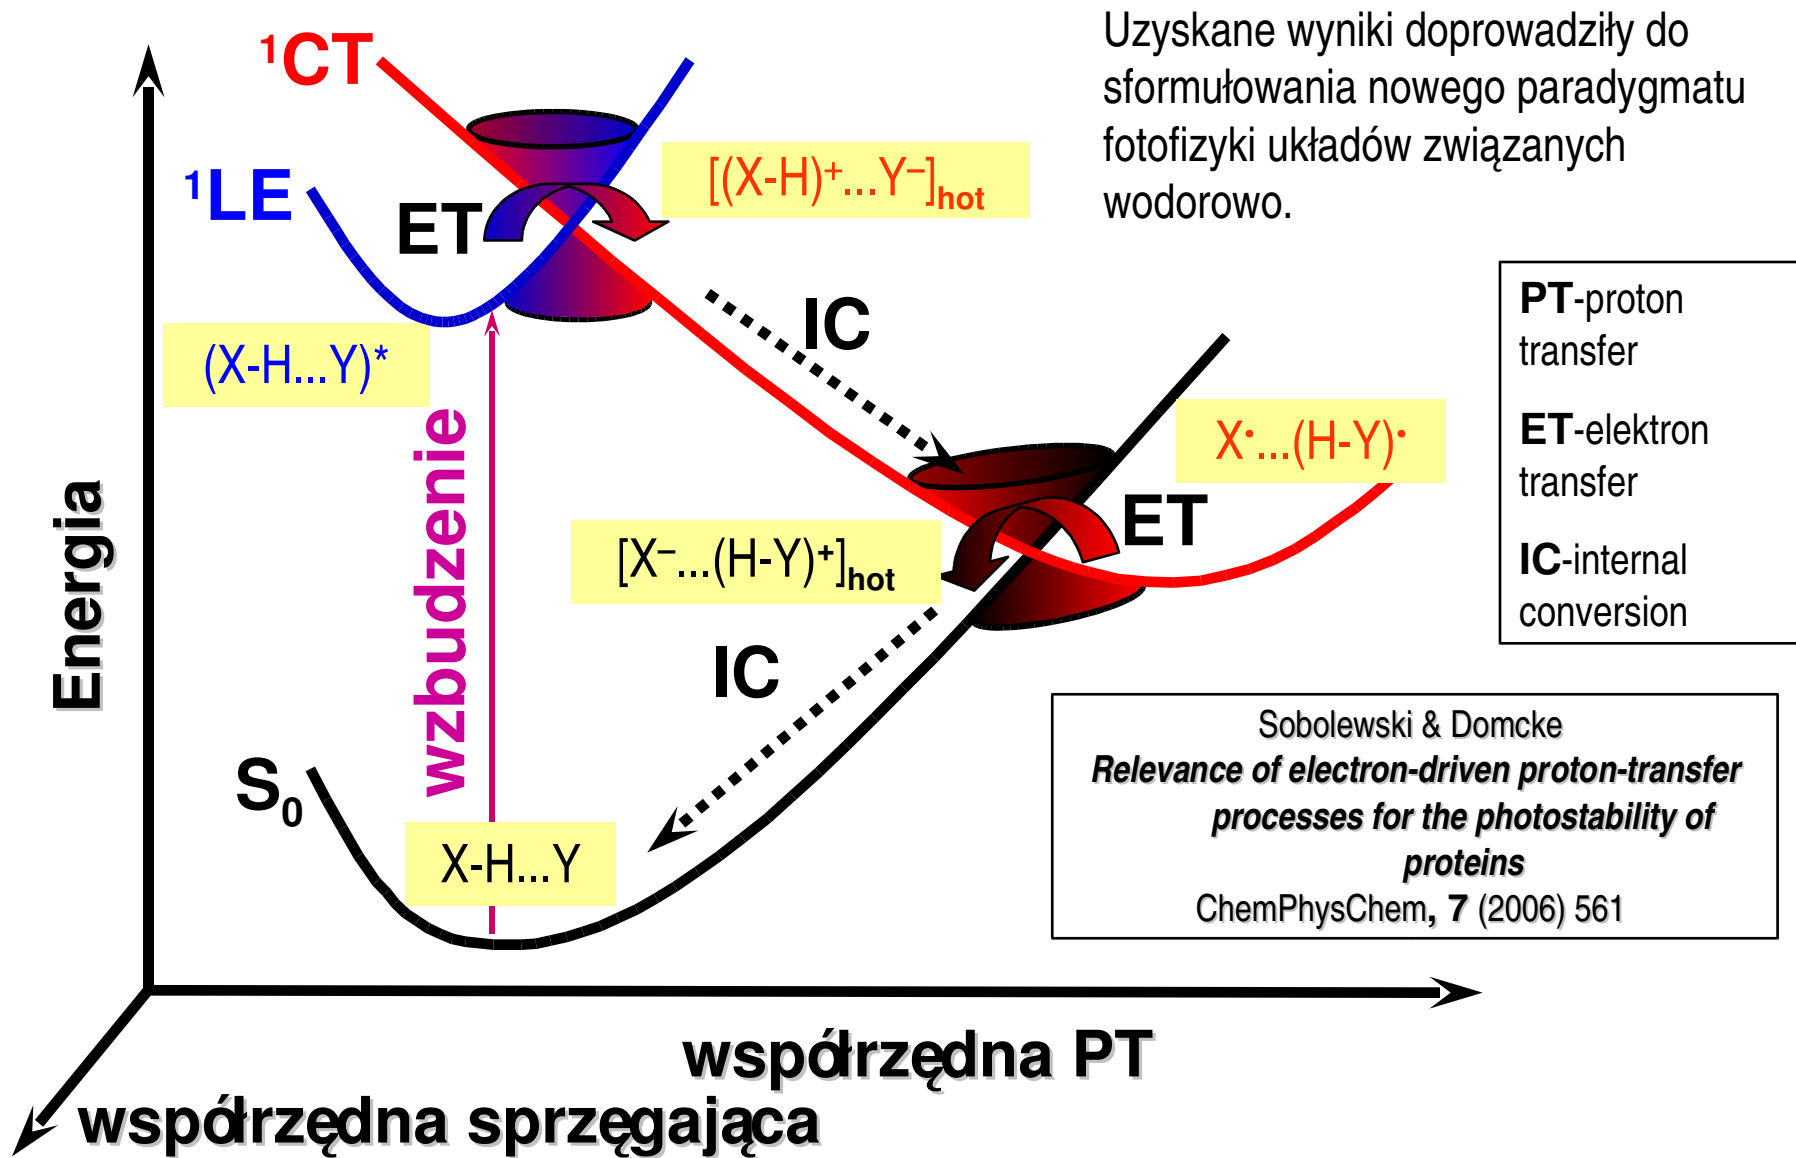 Uzyskane wyniki doprowadziły do
sformułowania nowego paradygmatu
fotofizyki układów związanych
wodorowo.
¹CT
¹LE
ET
[(X-H)⁺...Y⁻]hot
IC
(X-H...Y)*
PT-proton
transfer
ET-elektron
transfer
IC-internal
conversion
X•...(H-Y)•
ET
[X⁻...(H-Y)⁺]hot
wzbudzenie
Energia
IC
S₀
X-H...Y
Sobolewski & Domcke
Relevance of electron-driven proton-transfer
processes for the photostability of
proteins
ChemPhysChem, 7 (2006) 561
współrzędna PT
współrzędna sprzęgająca